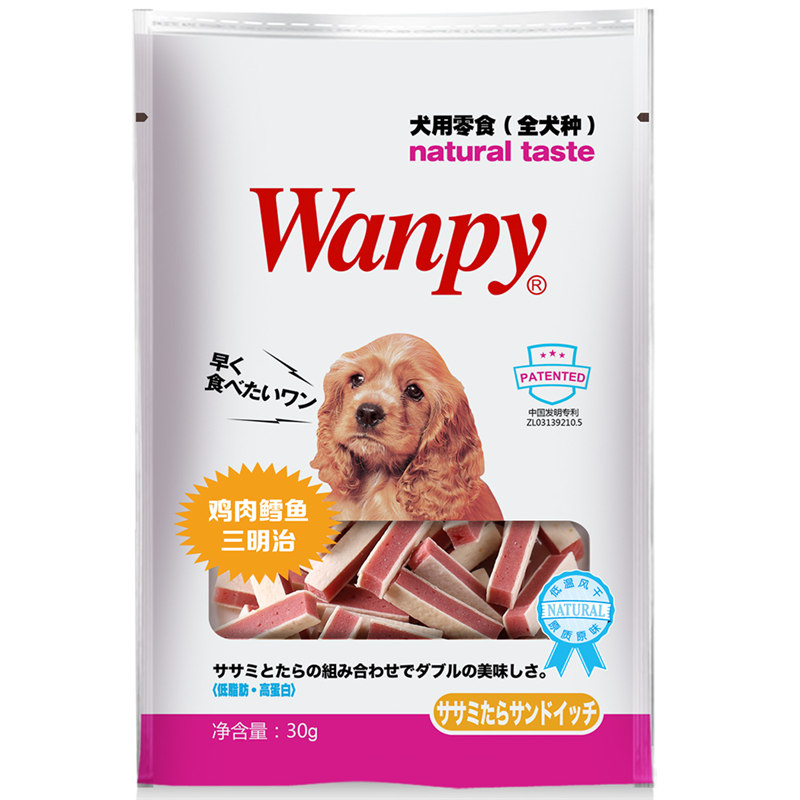 犬用零食（全犬种）
natural taste
Wanpy®
早く
食べたいワン
PATENTED
中国发明专利
ZL03139210.5
鸡肉鳕鱼
三明治
低温风干
NATURAL
原质原味
ササミとたらの組み合わせでダブルの美味しさ。
〈低脂肪・高蛋白〉
ササミたらサンドイッチ
净含量：30g